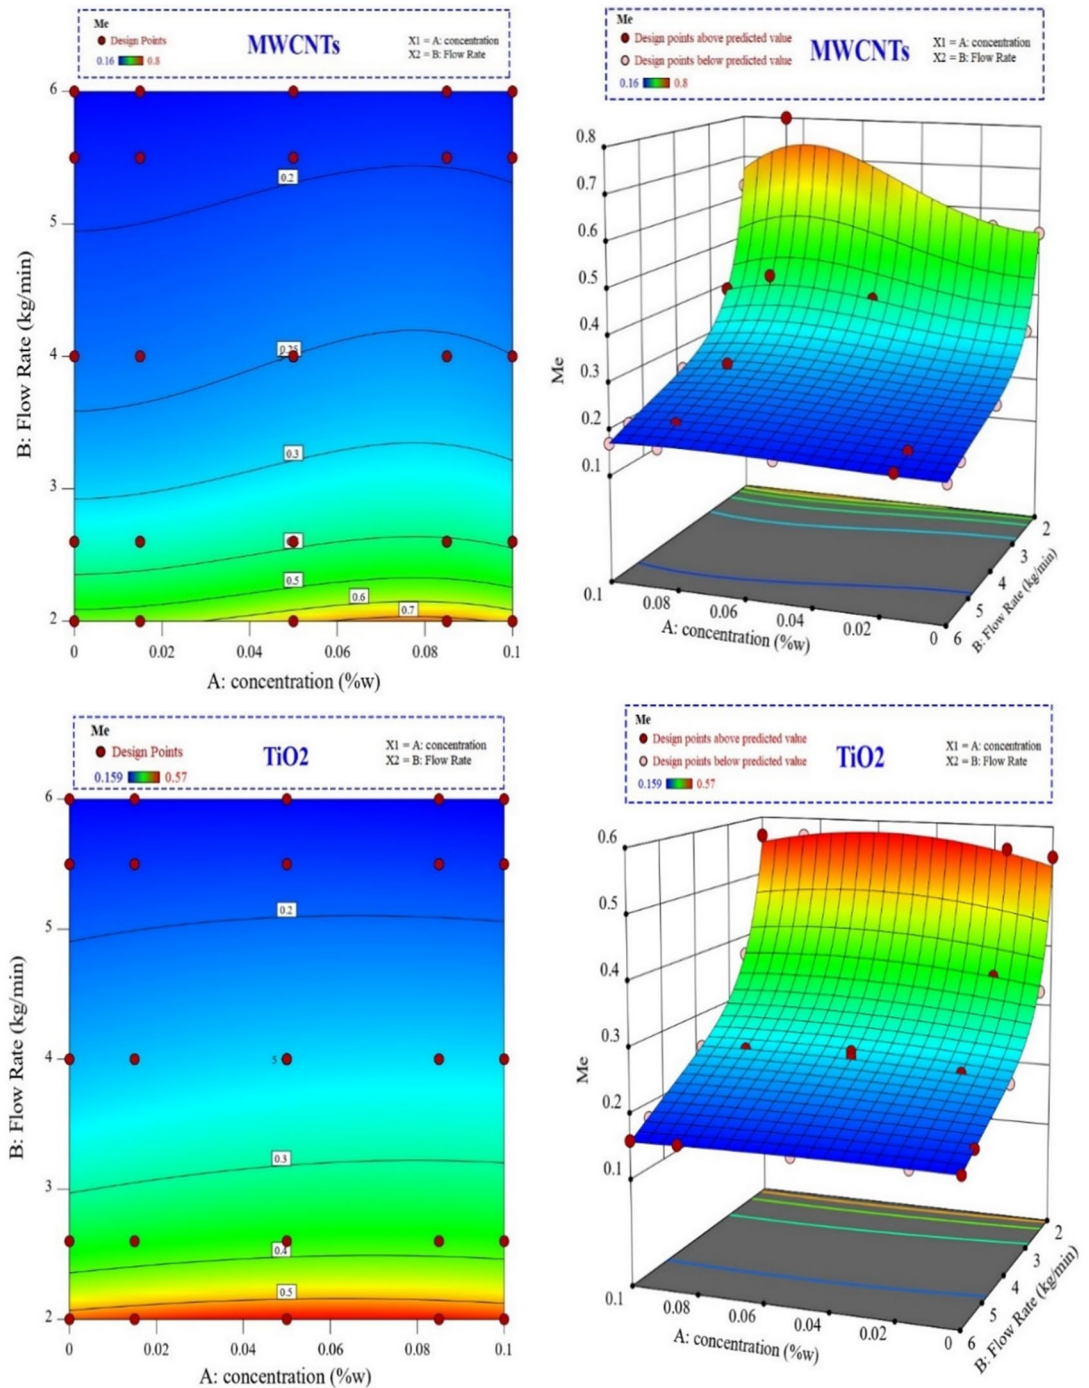 Me
Design Points
0.16 0.8
MWCNTs
X1 = A: concentration
X2 = B: Flow Rate
6
5
4
3
2
B: Flow Rate (kg/min)
0.2
0.25
0.3
0.5
0.6
0.7
0 0.02 0.04 0.06 0.08 0.1
A: concentration (%w)
Me
Design points above predicted value
Design points below predicted value
0.16 0.8
MWCNTs
X1 = A: concentration
X2 = B: Flow Rate
0.8
0.7
0.6
0.5
0.4
0.3
0.2
0.1
Me
0.1 0.08 0.06 0.04 0.02 0
A: concentration (%w)
2
3
4
5
6
B: Flow Rate (kg/min)
Me
Design Points
0.159 0.57
TiO2
X1 = A: concentration
X2 = B: Flow Rate
6
5
4
3
2
B: Flow Rate (kg/min)
0.2
5
0.3
0.4
0.5
0 0.02 0.04 0.06 0.08 0.1
A: concentration (%w)
Me
Design points above predicted value
Design points below predicted value
0.159 0.57
TiO2
X1 = A: concentration
X2 = B: Flow Rate
0.6
0.5
0.4
0.3
0.2
0.1
Me
0.1 0.08 0.06 0.04 0.02 0
A: concentration (%w)
2
3
4
5
6
B: Flow Rate (kg/min)